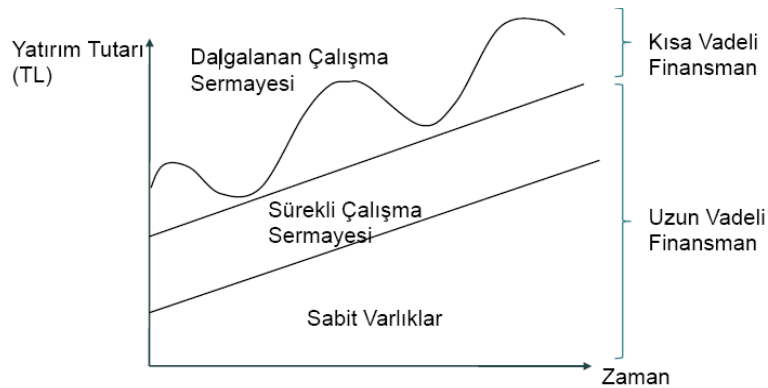 Yatırım Tutarı
(TL)
Dalgalanan Çalışma
Sermayesi
Kısa Vadeli
Finansman
Sürekli Çalışma
Sermayesi
Uzun Vadeli
Finansman
Sabit Varlıklar
Zaman